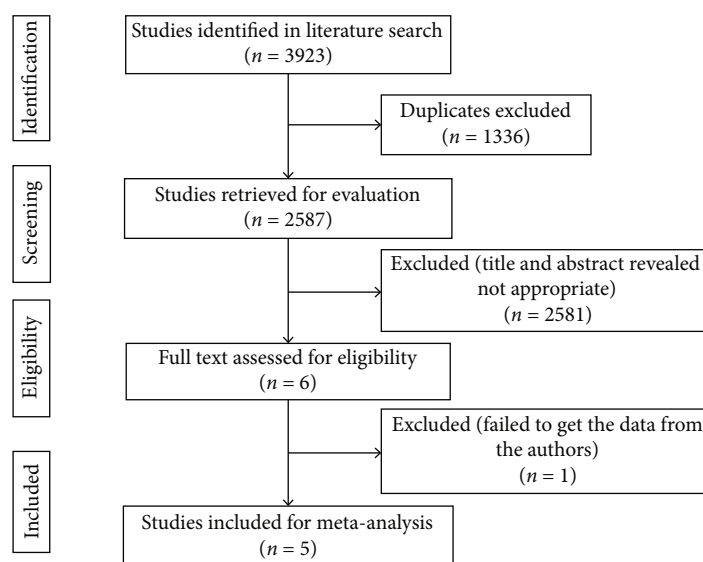 Identification
Studies identified in literature search
(n = 3923)
Duplicates excluded
(n = 1336)
Screening
Studies retrieved for evaluation
(n = 2587)
Excluded (title and abstract revealed
not appropriate)
(n = 2581)
Eligibility
Full text assessed for eligibility
(n = 6)
Excluded (failed to get the data from
the authors)
(n = 1)
Included
Studies included for meta-analysis
(n = 5)